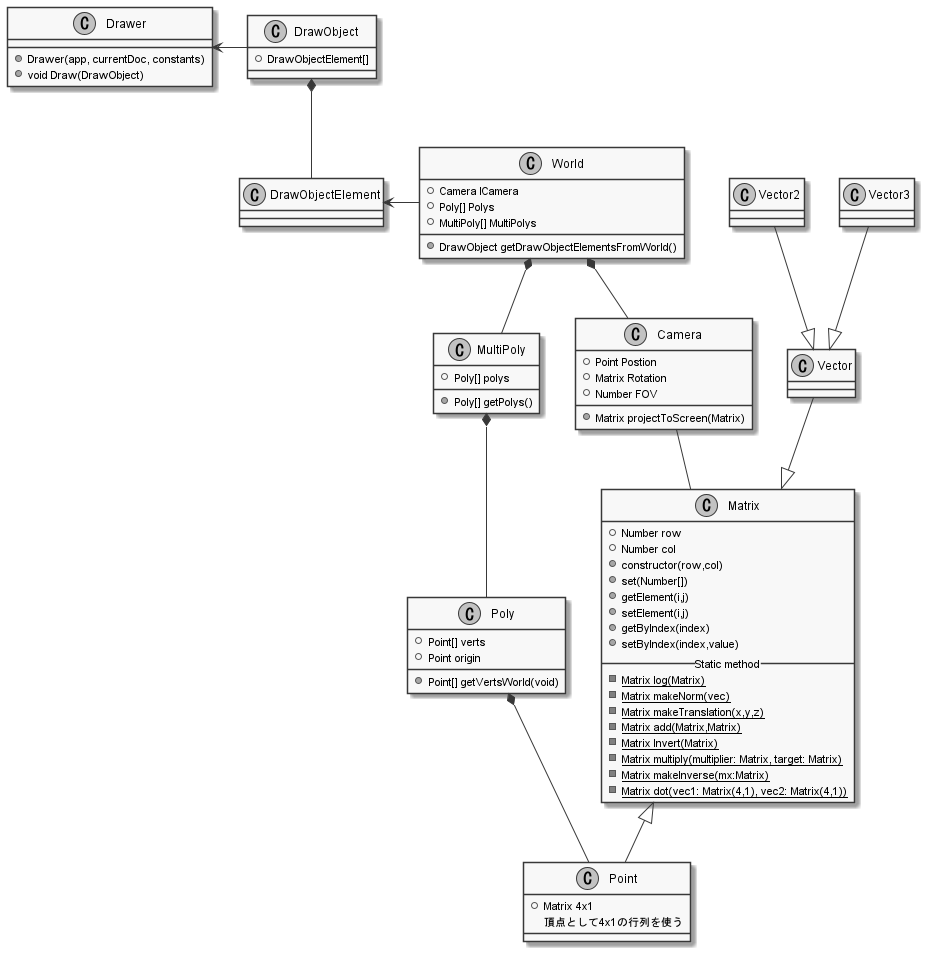 C Drawer
Drawer(app, currentDoc, constants)
void Draw(DrawObject)
C DrawObject
DrawObjectElement[]
C DrawObjectElement
C World
Camera ICamera
Poly[] Polys
MultiPoly[] MultiPolys
DrawObject getDrawObjectElementsFromWorld()
C Vector2
C Vector3
C MultiPoly
Poly[] polys
Poly[] getPolys()
C Camera
Point Postion
Matrix Rotation
Number FOV
Matrix projectToScreen(Matrix)
C Vector
C Matrix
Number row
Number col
constructor(row,col)
set(Number[])
getElement(i,j)
setElement(i,j)
getByIndex(index)
setByIndex(index,value)
Static method
Matrix log(Matrix)
Matrix makeNorm(vec)
Matrix makeTranslation(x,y,z)
Matrix add(Matrix,Matrix)
Matrix Invert(Matrix)
Matrix multiply(multiplier: Matrix, target: Matrix)
Matrix makeInverse(mx:Matrix)
Matrix dot(vec1: Matrix(4,1), vec2: Matrix(4,1))
C Poly
Point[] verts
Point origin
Point[] getVertsWorld(void)
C Point
Matrix 4x1
頂点として4x1の行列を使う